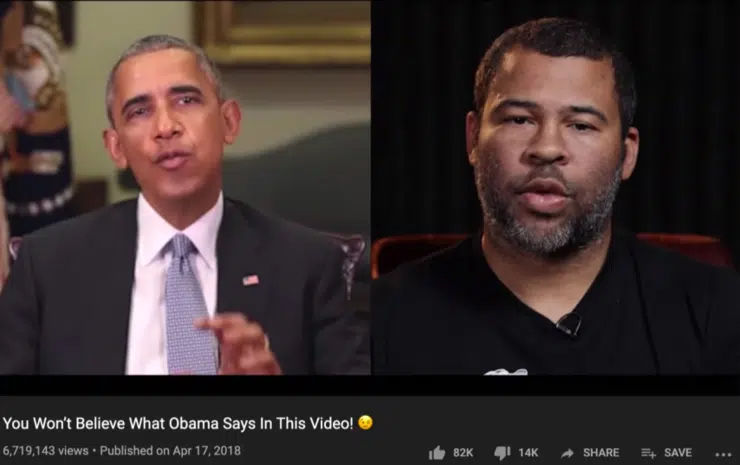 You Won't Believe What Obama Says In This Video! 😉
6,719,143 views • Published on Apr 17, 2018 82K 14K SHARE SAVE